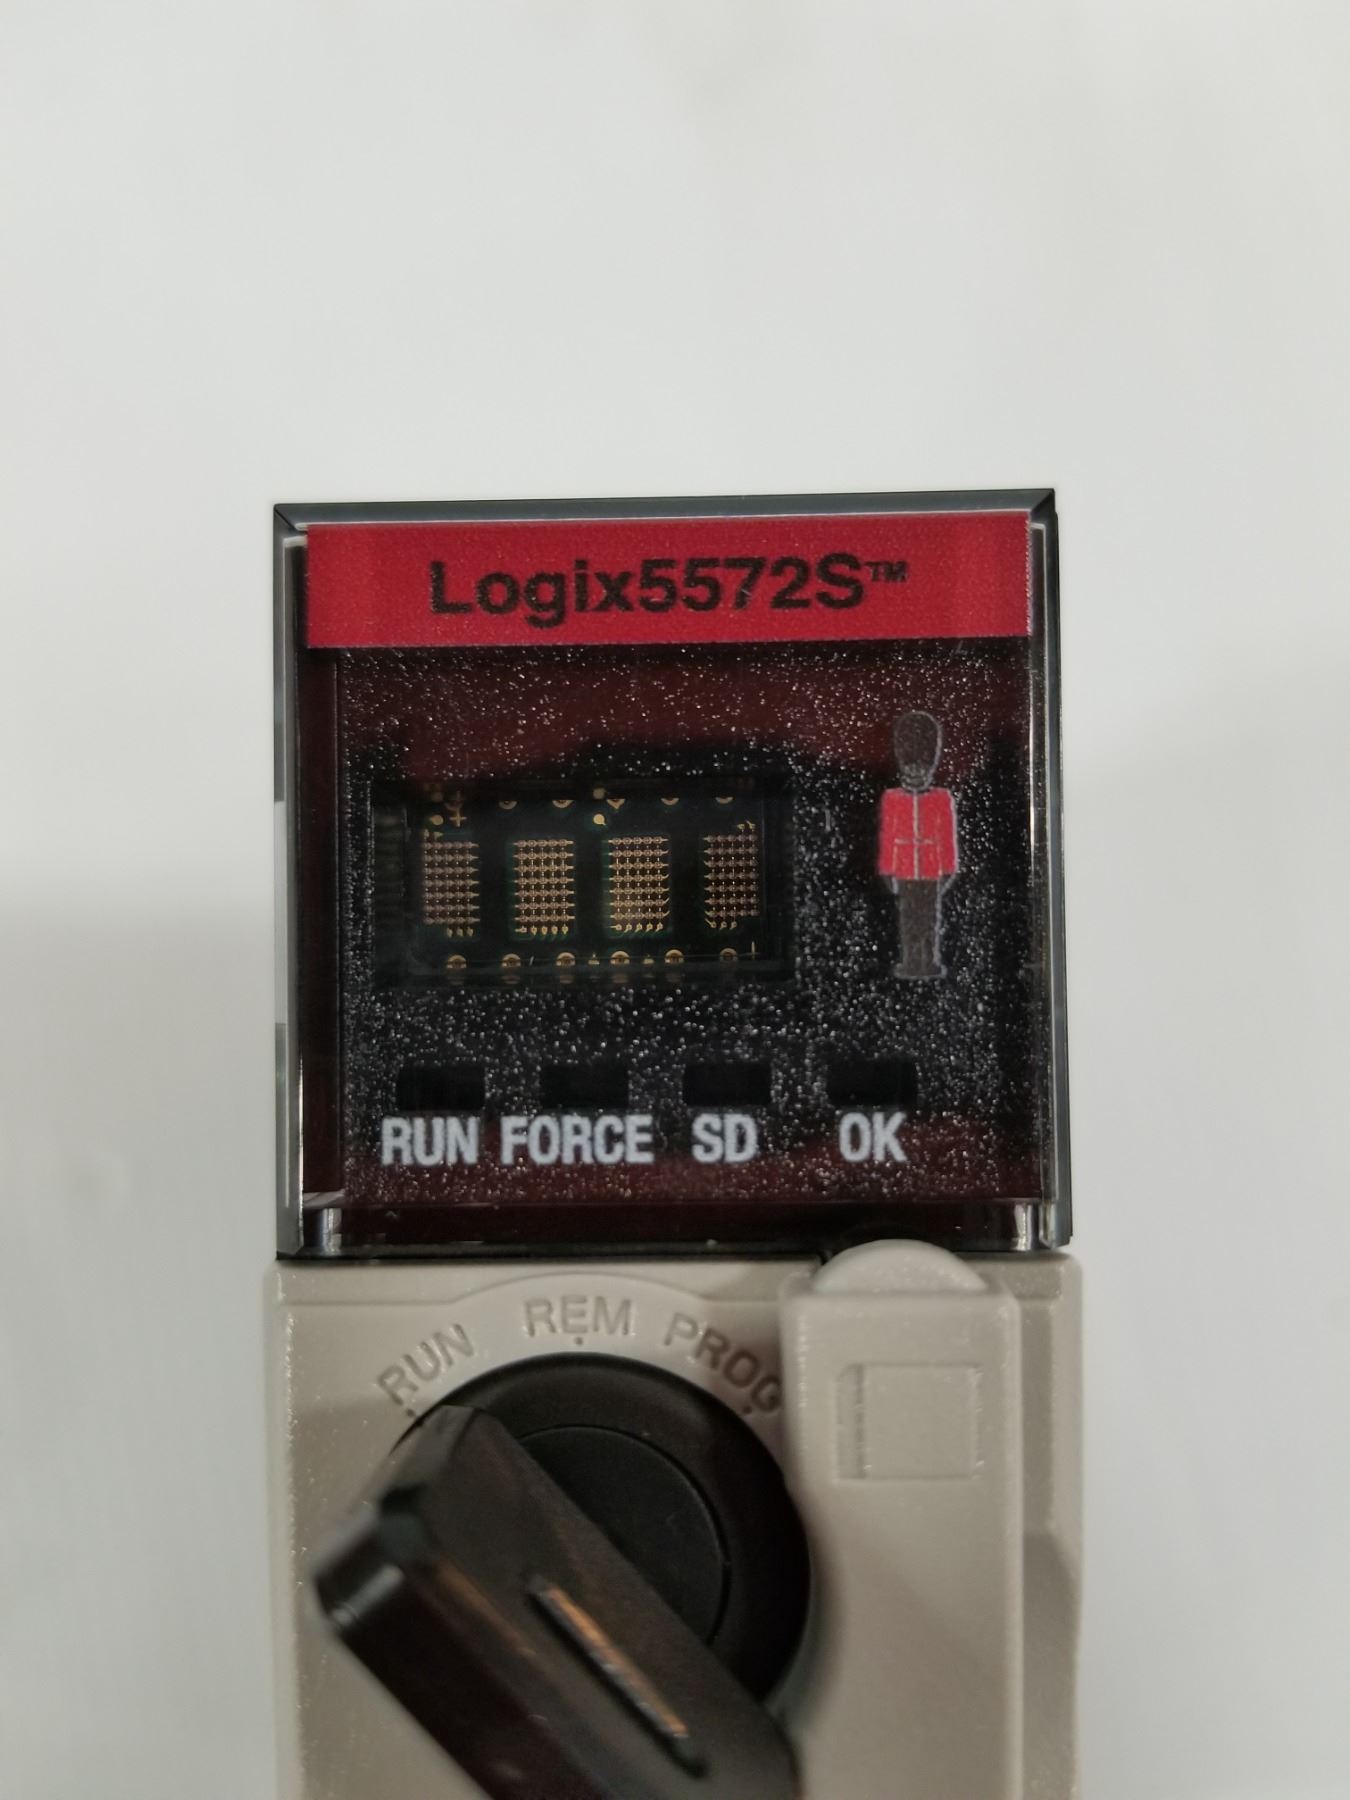 Logix5572S™
RUN FORCE SD OK
RUN REM PROG